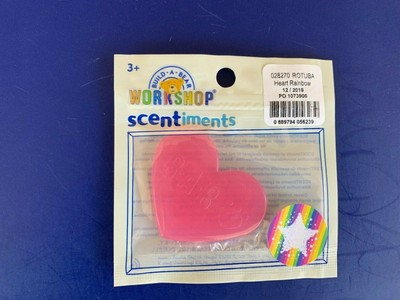 3+
BUILD-A-BEAR
WORKSHOP®
scentiments
028270 ROTUBA
Heart Rainbow
12 / 2019
PO 1073906
0 889794 056239